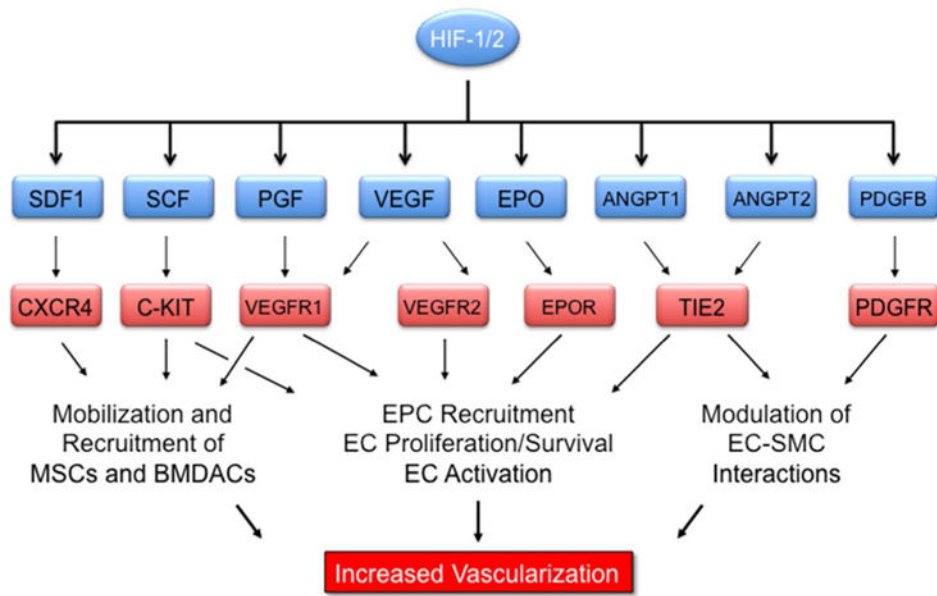 HIF-1/2
SDF1 SCF PGF VEGF EPO ANGPT1 ANGPT2 PDGFB
CXCR4 C-KIT VEGFR1 VEGFR2 EPOR TIE2 PDGFR
Mobilization and
Recruitment of
MSCs and BMDACs
EPC Recruitment
EC Proliferation/Survival
EC Activation
Modulation of
EC-SMC
Interactions
Increased Vascularization